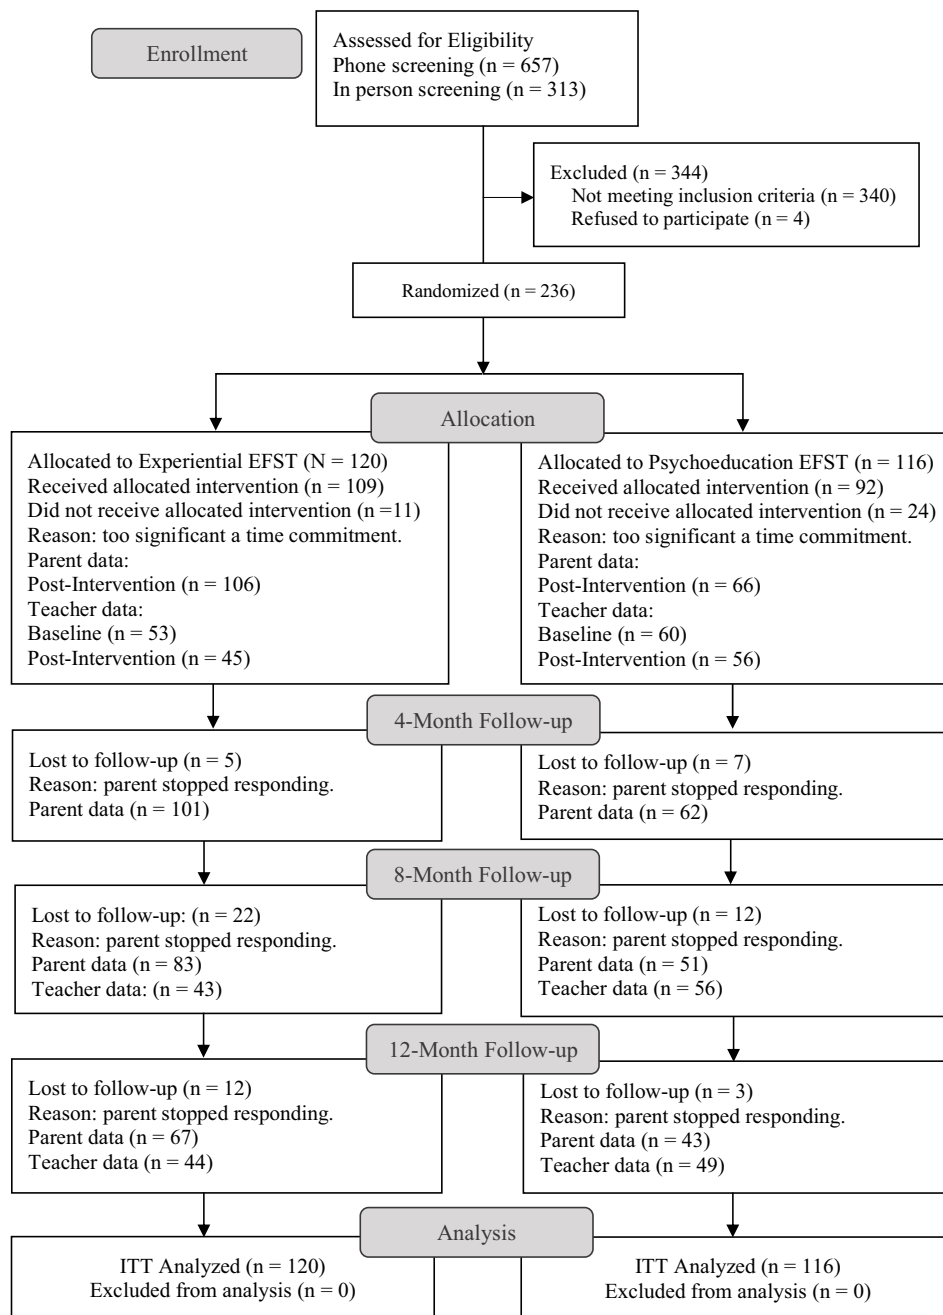 Enrollment
Assessed for Eligibility
Phone screening (n = 657)
In person screening (n = 313)
Excluded (n = 344)
Not meeting inclusion criteria (n = 340)
Refused to participate (n = 4)
Randomized (n = 236)
Allocation
Allocated to Experiential EFST (N = 120)
Received allocated intervention (n = 109)
Did not receive allocated intervention (n =11)
Reason: too significant a time commitment.
Parent data:
Post-Intervention (n = 106)
Teacher data:
Baseline (n = 53)
Post-Intervention (n = 45)
Allocated to Psychoeducation EFST (n = 116)
Received allocated intervention (n = 92)
Did not receive allocated intervention (n = 24)
Reason: too significant a time commitment.
Parent data:
Post-Intervention (n = 66)
Teacher data:
Baseline (n = 60)
Post-Intervention (n = 56)
4-Month Follow-up
Lost to follow-up (n = 5)
Reason: parent stopped responding.
Parent data (n = 101)
Lost to follow-up (n = 7)
Reason: parent stopped responding.
Parent data (n = 62)
8-Month Follow-up
Lost to follow-up: (n = 22)
Reason: parent stopped responding.
Parent data (n = 83)
Teacher data: (n = 43)
Lost to follow-up (n = 12)
Reason: parent stopped responding.
Parent data (n = 51)
Teacher data (n = 56)
12-Month Follow-up
Lost to follow-up (n = 12)
Reason: parent stopped responding.
Parent data (n = 67)
Teacher data (n = 44)
Lost to follow-up (n = 3)
Reason: parent stopped responding.
Parent data (n = 43)
Teacher data (n = 49)
Analysis
ITT Analyzed (n = 120)
Excluded from analysis (n = 0)
ITT Analyzed (n = 116)
Excluded from analysis (n = 0)